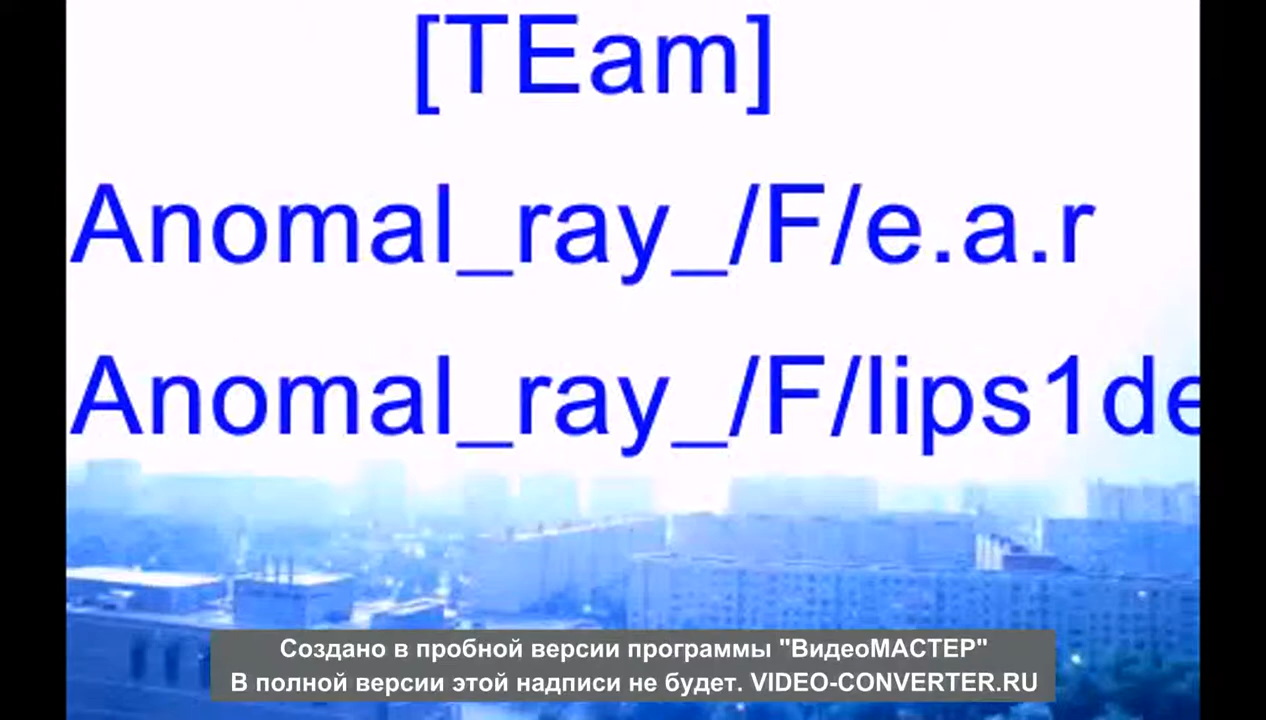 [TEam]
Anomal_ray_/F/e.a.r
Anomal_ray_/F/lips1de
Создано в пробной версии программы "ВидеоМАСТЕР"
В полной версии этой надписи не будет. VIDEO-CONVERTER.RU